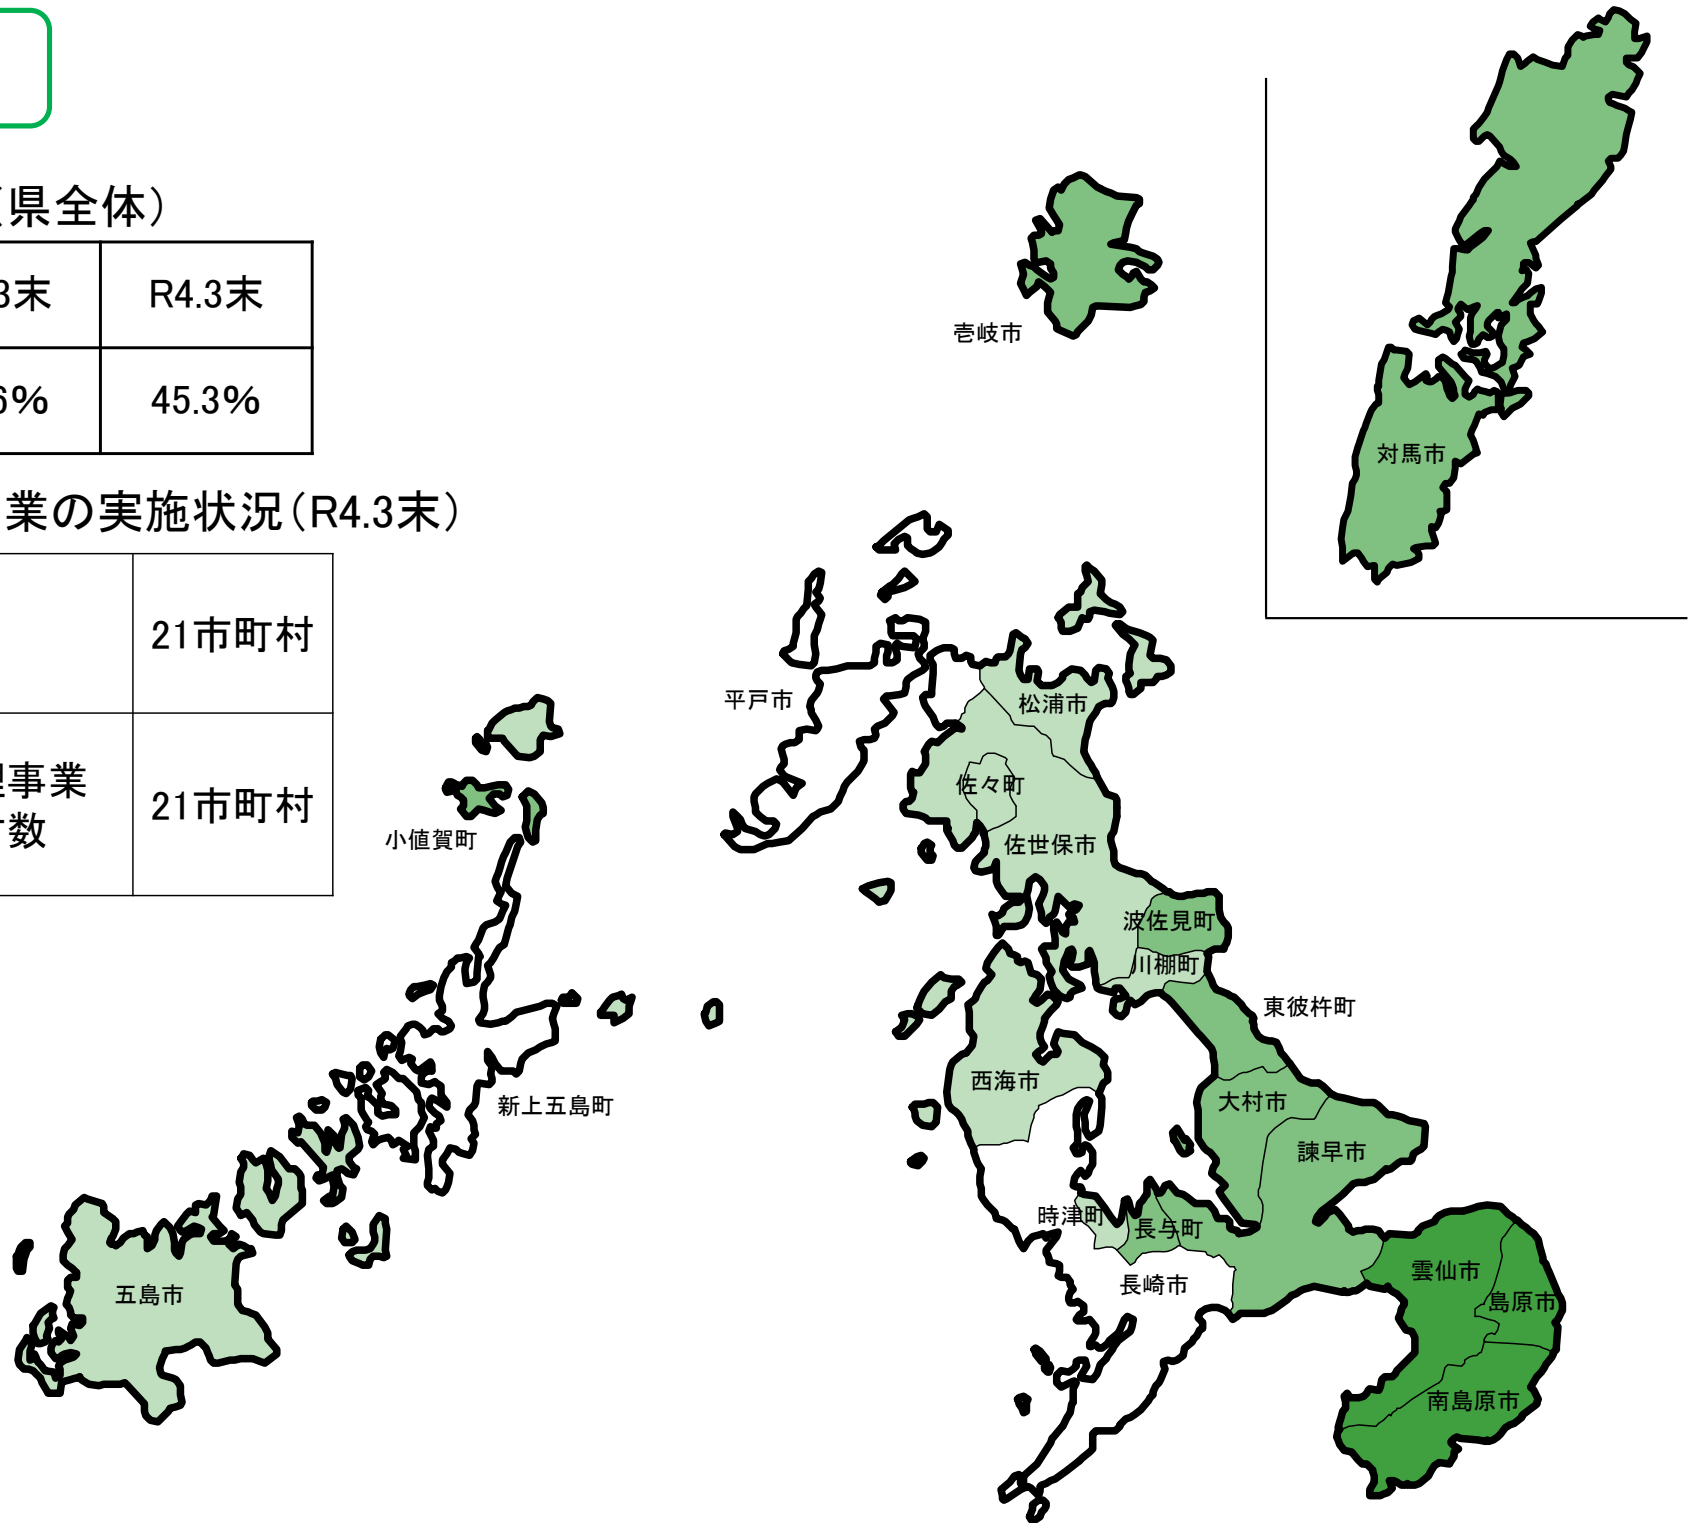 （県全体）
3末
R4.3末
6%
45.3%
業の実施状況（R4.3末）
21市町村
理事業
数
21市町村
壱岐市
対馬市
平戸市
松浦市
佐々町
小値賀町
佐世保市
波佐見町
川棚町
東彼杵町
西海市
大村市
新上五島町
諫早市
時津町
長与町
長崎市
五島市
雲仙市
島原市
南島原市